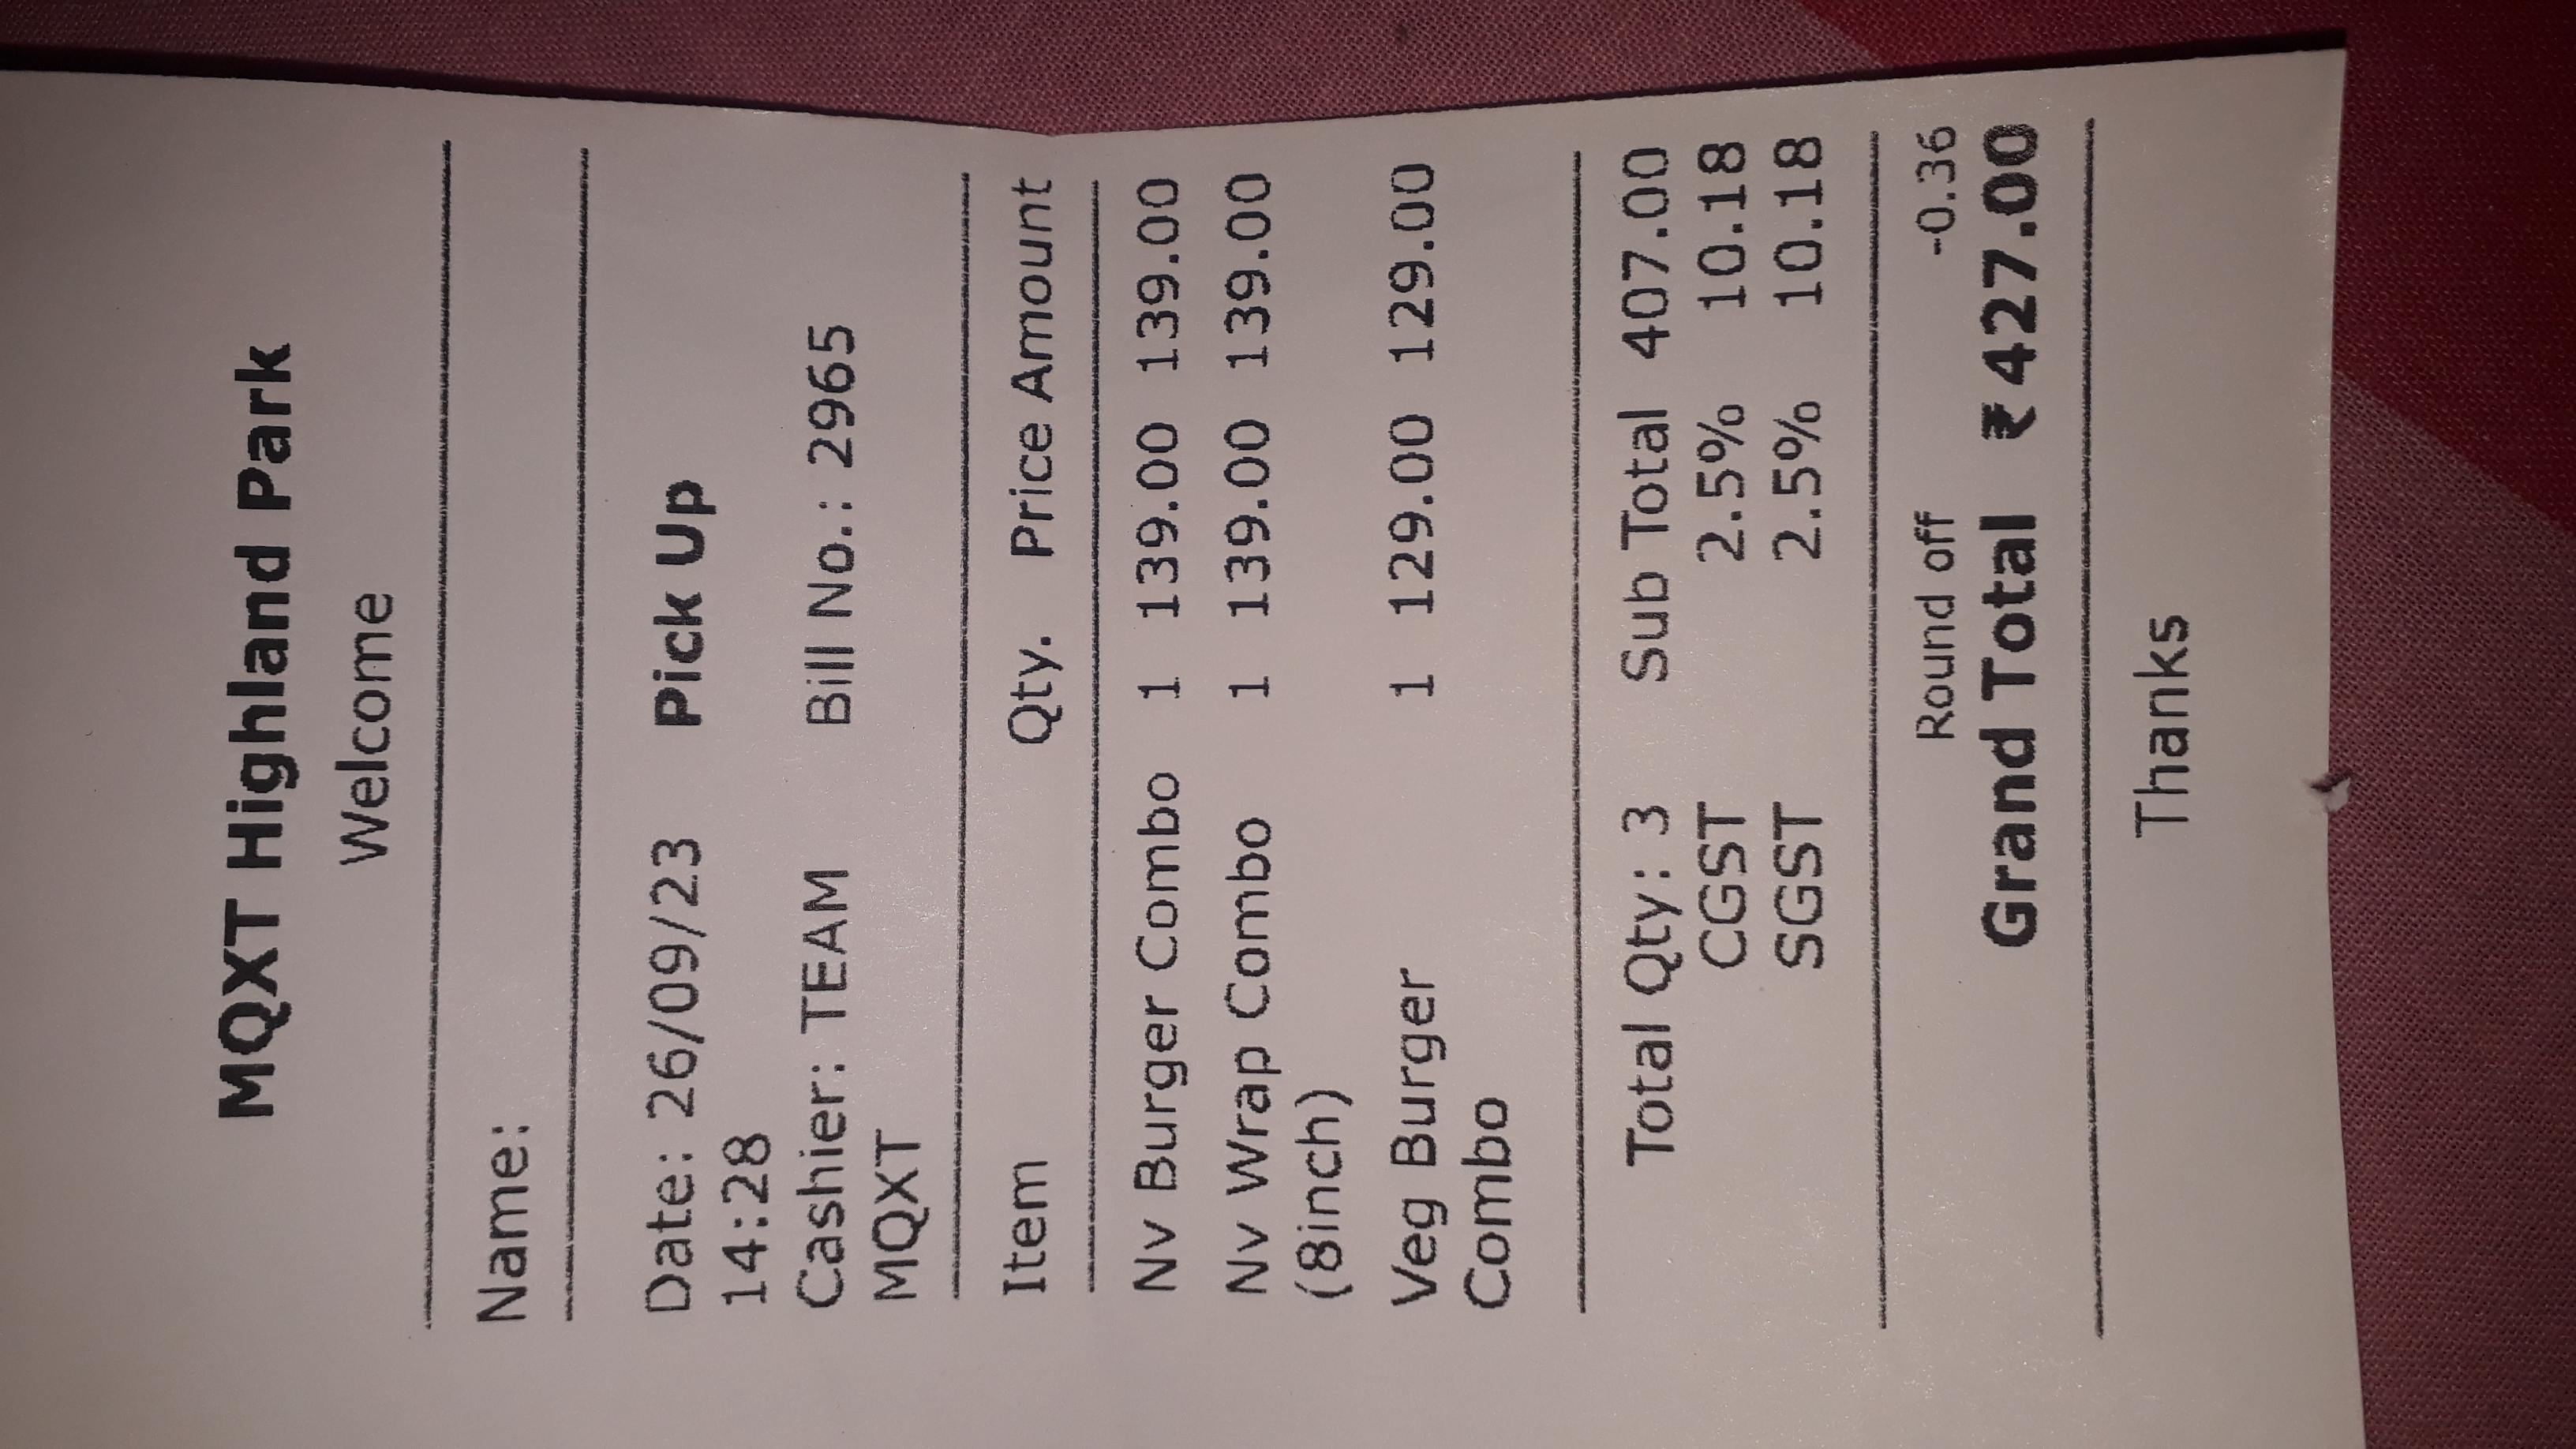 MQXT Highland Park
Welcome
Name:
Date: 26/09/23 Pick Up
14:28
Cashier: TEAM Bill No.: 2965
MQXT
Item Qty. Price Amount
Nv Burger Combo 1 139.00 139.00
Nv Wrap Combo 1 139.00 139.00
(8inch)
Veg Burger 1 129.00 129.00
Combo
Total Qty: 3 Sub Total 407.00
CGST 2.5% 10.18
SGST 2.5% 10.18
Round off -0.36
Grand Total ₹427.00
Thanks